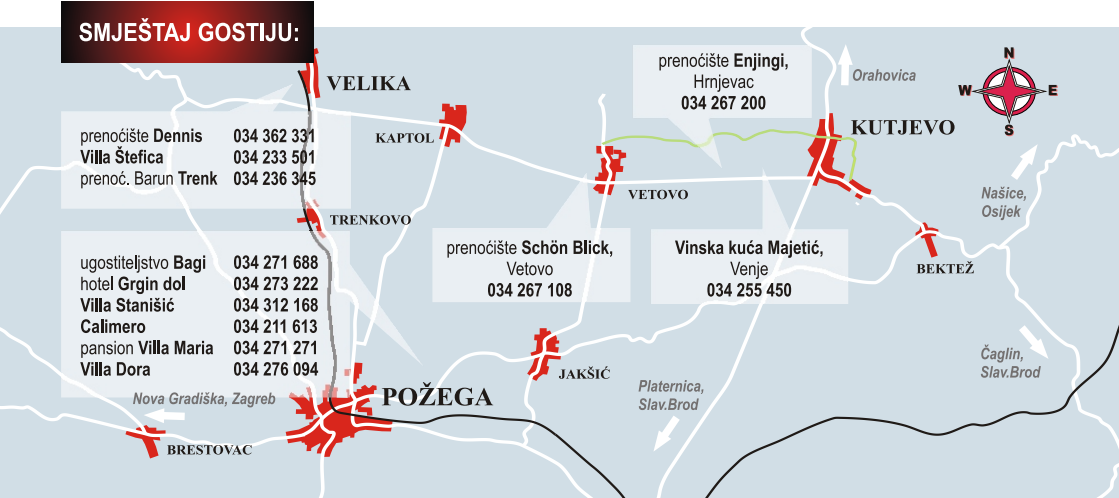 SMJEŠTAJ GOSTIJU:
VELIKA
prenoćište Dennis 034 362 331
Villa Štefica 034 233 501
prenoć. Barun Trenk 034 236 345
KAPTOL
prenoćište Enjingi,
Hrnjevac
034 267 200
Orahovica
N
W E
S
KUTJEVO
VETOVO
Našice,
Osijek
TRENKOVO
ugostiteljstvo Bagi 034 271 688
hotel Grgin dol 034 273 222
Villa Stanišić 034 312 168
Calimero 034 211 613
pansion Villa Maria 034 271 271
Villa Dora 034 276 094
prenoćište Schön Blick,
Vetovo
034 267 108
Vinska kuća Majetić,
Venje
034 255 450
BEKTEŽ
JAKŠIĆ
Čaglin,
Slav.Brod
Platernica,
Slav.Brod
Nova Gradiška, Zagreb
POŽEGA
BRESTOVAC